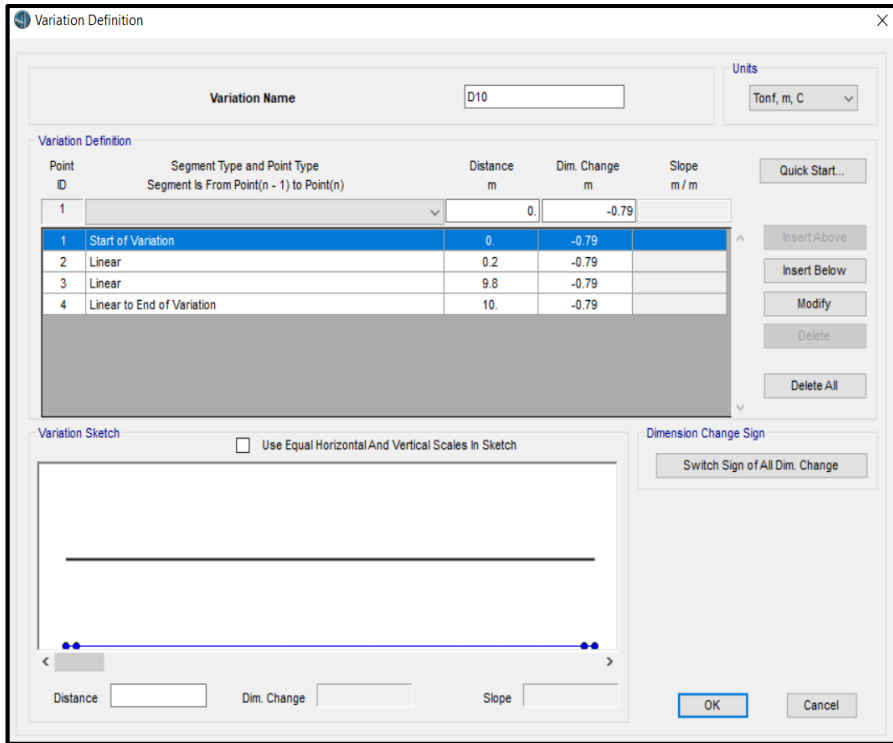 Variation Definition
Units
Variation Name D10 Tonf, m, C
Variation Definition
Point Segment Type and Point Type Distance Dim. Change Slope
ID Segment Is From Point(n - 1) to Point(n) m m m / m
Quick Start...
1 0. -0.79
1 Start of Variation 0. -0.79
2 Linear 0.2 -0.79
3 Linear 9.8 -0.79
4 Linear to End of Variation 10. -0.79
Insert Above
Insert Below
Modify
Delete
Delete All
Variation Sketch
Use Equal Horizontal And Vertical Scales In Sketch
Dimension Change Sign
Switch Sign of All Dim. Change
Distance Dim. Change Slope
OK Cancel